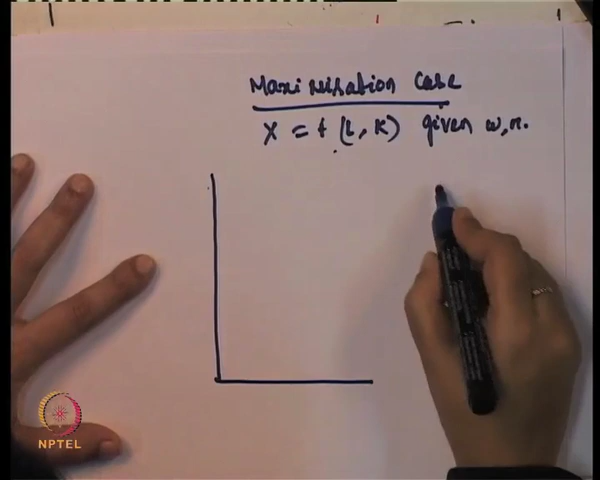 Maximisation Case
X = f (L, K) given w, r.
NPTEL